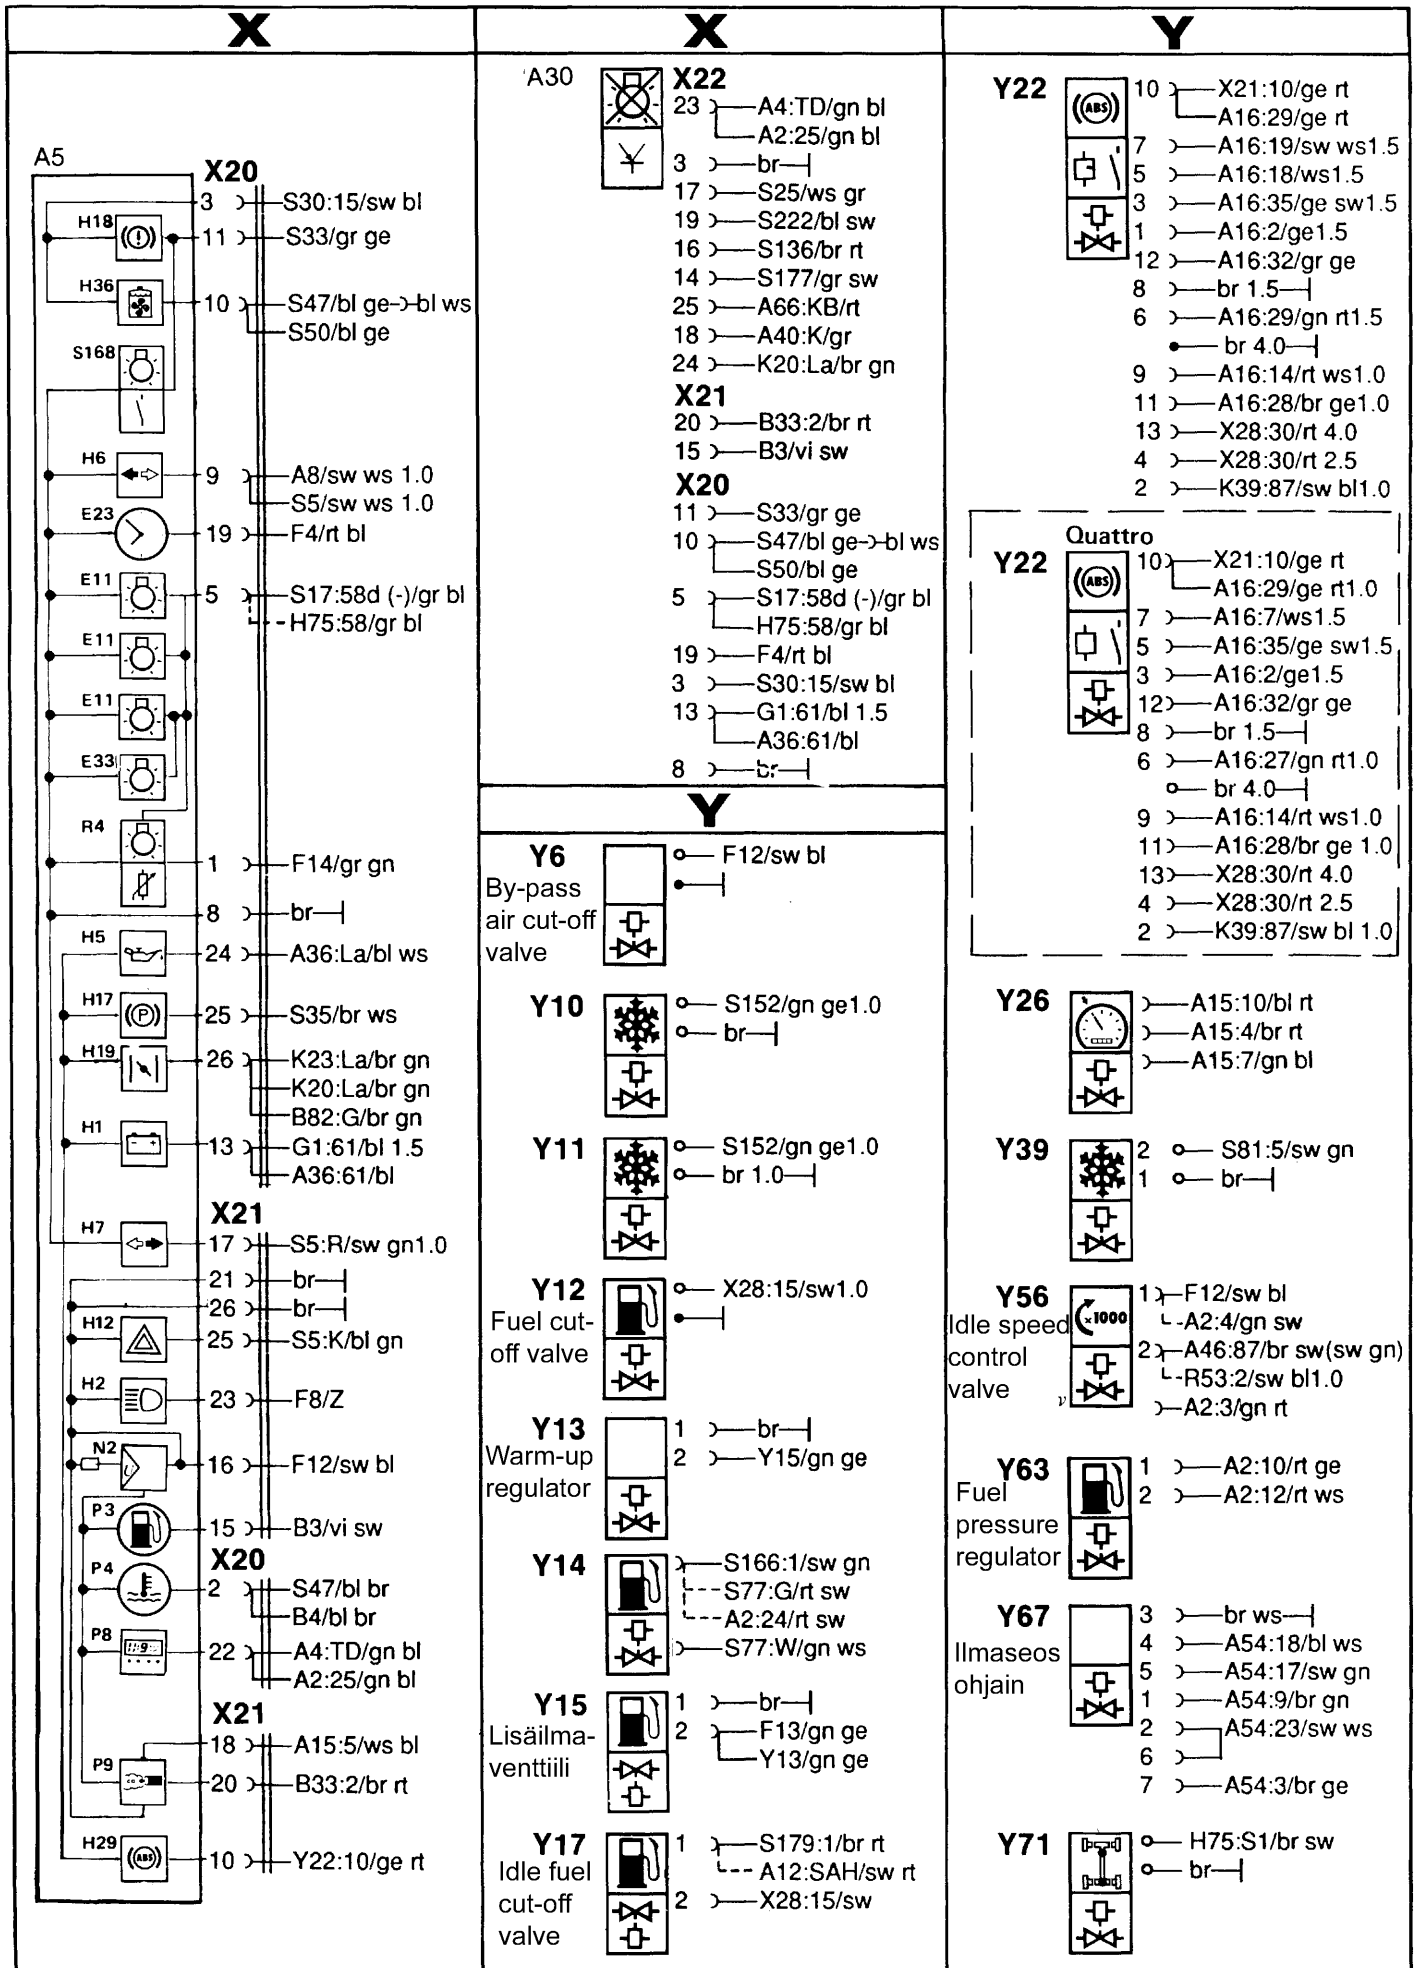 X
A5
X20
3 S30:15/sw bl
H18
11 S33/gr ge
H36
10 S47/bl ge bl ws
S50/bl ge
S168
H6
9 A8/sw ws 1.0
S5/sw ws 1.0
E23
19 F4/rt bl
E11
5 S17:58d (-)/gr bl
H75:58/gr bl
E11
E11
E33
R4
1 F14/gr gn
8 br
H5
24 A36:La/bl ws
H17
(P)
25 S35/br ws
H19
26 K23:La/br gn
K20:La/br gn
B82:G/br gn
H1
13 G1:61/bl 1.5
A36:61/bl
X21
H7
17 S5:R/sw gn1.0
21 br
26 br
H12
25 S5:K/bl gn
H2
23 F8/Z
N2
16 F12/sw bl
P3
15 B3/vi sw
X20
P4
2 S47/bl br
B4/bl br
P8
22 A4:TD/gn bl
A2:25/gn bl
X21
18 A15:5/ws bl
P9
20 B33:2/br rt
H29
(ABS)
10 Y22:10/ge rt
X
A30
X22
23 A4:TD/gn bl
A2:25/gn bl
3 br
17 S25/ws gr
19 S222/bl sw
16 S136/br rt
14 S177/gr sw
25 A66:KB/rt
18 A40:K/gr
24 K20:La/br gn
X21
20 B33:2/br rt
15 B3/vi sw
X20
11 S33/gr ge
10 S47/bl ge bl ws
S50/bl ge
5 S17:58d (-)/gr bl
H75:58/gr bl
19 F4/rt bl
3 S30:15/sw bl
13 G1:61/bl 1.5
A36:61/bl
8 br
Y
Y6
F12/sw bl
By-pass
air cut-off
valve
Y10
S152/gn ge1.0
br
Y11
S152/gn ge1.0
br 1.0
Y12
X28:15/sw1.0
Fuel cut-
off valve
Y13
1 br
Warm-up
2 Y15/gn ge
regulator
Y14
S166:1/sw gn
S77:G/rt sw
A2:24/rt sw
S77:W/gn ws
Y15
1 br
Lisäilma-
2 F13/gn ge
venttiili
Y13/gn ge
Y17
1 S179:1/br rt
Idle fuel
A12:SAH/sw rt
cut-off
2 X28:15/sw
valve
Y
Y22
(ABS)
10 X21:10/ge rt
A16:29/ge rt
7 A16:19/sw ws1.5
5 A16:18/ws1.5
3 A16:35/ge sw1.5
1 A16:2/ge1.5
12 A16:32/gr ge
8 br 1.5
6 A16:29/gn rt1.5
br 4.0
9 A16:14/rt ws1.0
11 A16:28/br ge1.0
13 X28:30/rt 4.0
4 X28:30/rt 2.5
2 K39:87/sw bl1.0
Quattro
Y22
(ABS)
10 X21:10/ge rt
A16:29/ge rt1.0
7 A16:7/ws1.5
5 A16:35/ge sw1.5
3 A16:2/ge1.5
12 A16:32/gr ge
8 br 1.5
6 A16:27/gn rt1.0
br 4.0
9 A16:14/rt ws1.0
11 A16:28/br ge 1.0
13 X28:30/rt 4.0
4 X28:30/rt 2.5
2 K39:87/sw bl 1.0
Y26
A15:10/bl rt
A15:4/br rt
A15:7/gn bl
Y39
2 S81:5/sw gn
1 br
Y56
x1000
1 F12/sw bl
Idle speed
A2:4/gn sw
control
2 A46:87/br sw(sw gn)
valve
R53:2/sw bl1.0
A2:3/gn rt
Y63
1 A2:10/rt ge
Fuel
2 A2:12/rt ws
pressure
regulator
Y67
3 br ws
Ilmaseos
4 A54:18/bl ws
ohjain
5 A54:17/sw gn
1 A54:9/br gn
2 A54:23/sw ws
6
7 A54:3/br ge
Y71
H75:S1/br sw
br